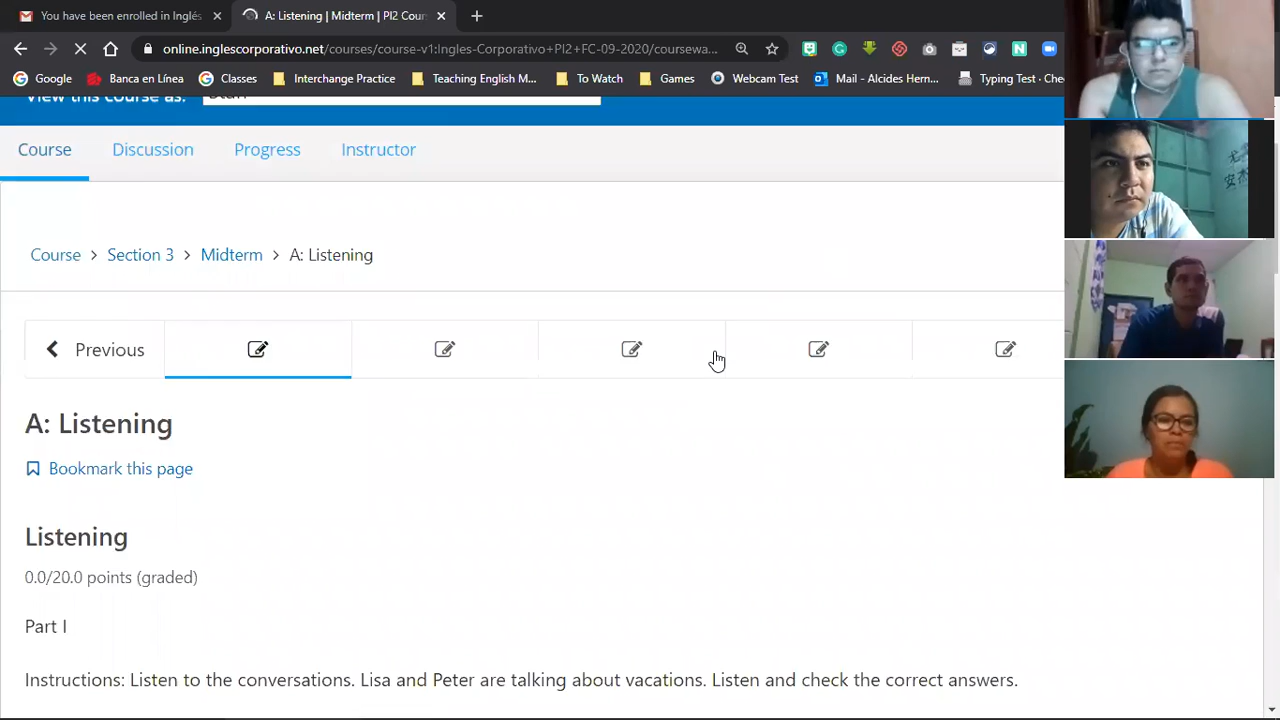 You have been enrolled in Inglés
A: Listening | Midterm | PI2 Cours
online.inglescorporativo.net/courses/course-v1:Ingles-Corporativo+PI2+FC-09-2020/coursewa...
Google
Banca en Línea
Classes
Interchange Practice
Teaching English M...
To Watch
Games
Webcam Test
Mail - Alcides Hern...
Typing Test - Che
View this course as:
Staff
Course
Discussion
Progress
Instructor
Course > Section 3 > Midterm > A: Listening
Previous
A: Listening
Bookmark this page
Listening
0.0/20.0 points (graded)
Part I
Instructions: Listen to the conversations. Lisa and Peter are talking about vacations. Listen and check the correct answers.